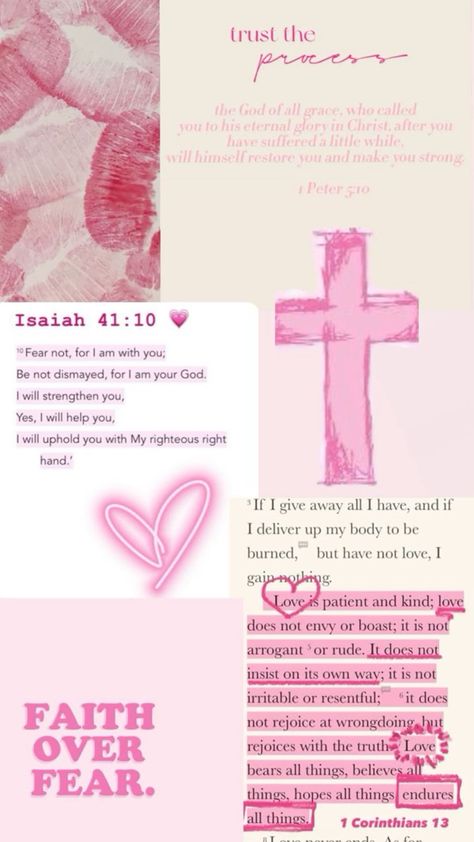 trust the
process
the God of all grace, who called
you to his eternal glory in Christ, after you
have suffered a little while,
will himself restore you and make you strong.
1 Peter 5:10
Isaiah 41:10
10 Fear not, for I am with you;
Be not dismayed, for I am your God.
I will strengthen you,
Yes, I will help you,
I will uphold you with My righteous right
hand.’
3 If I give away all I have, and if
I deliver up my body to be
burned, but have not love, I
gain nothing.
Love is patient and kind; love
does not envy or boast; it is not
arrogant 5 or rude. It does not
insist on its own way; it is not
irritable or resentful; 6 it does
not rejoice at wrongdoing, but
rejoices with the truth. Love
bears all things, believes all
things, hopes all things endures
all things.
1 Corinthians 13
8 Love never ends. As for
FAITH
OVER
FEAR.